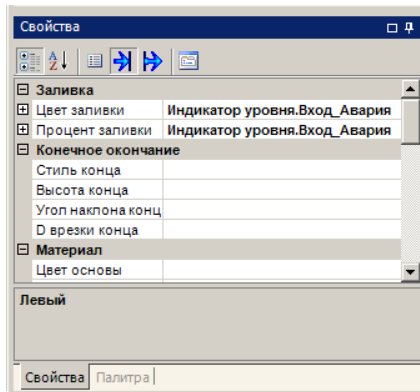 Свойства
Заливка
Цвет заливки Индикатор уровня.Вход_Авария
Процент заливки Индикатор уровня.Вход_Авария
Конечное окончание
Стиль конца
Высота конца
Угол наклона конц
D врезки конца
Материал
Цвет основы
Левый
Свойства Палитра